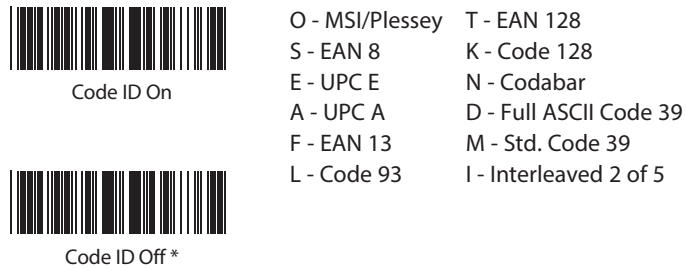 Code ID On
Code ID Off *
O - MSI/Plessey
S - EAN 8
E - UPC E
A - UPC A
F - EAN 13
L - Code 93
T - EAN 128
K - Code 128
N - Codabar
D - Full ASCII Code 39
M - Std. Code 39
I - Interleaved 2 of 5